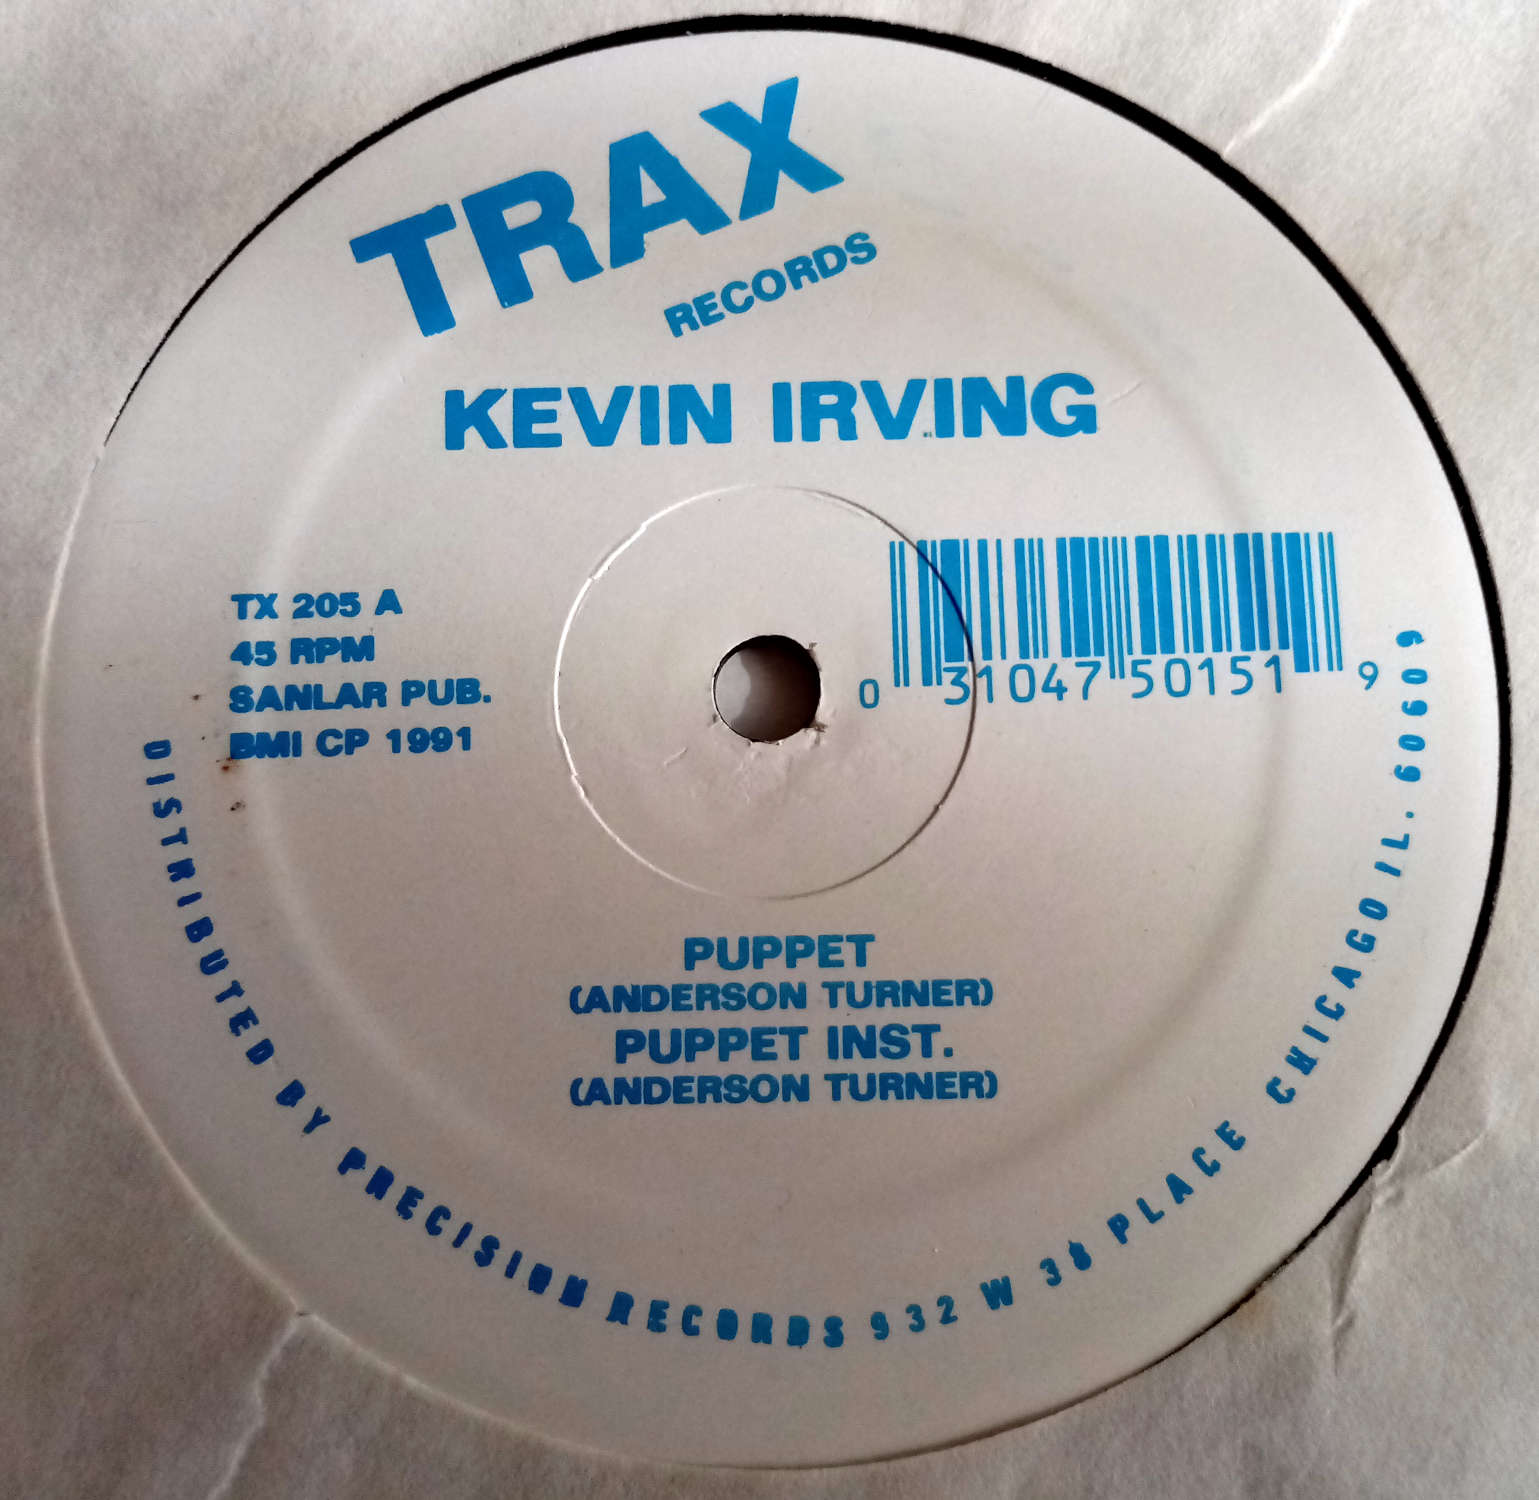 TRAX
RECORDS
KEVIN IRVING
TX 205 A
45 RPM
SANLAR PUB.
BMI CP 1991
0 31047 50151 9
PUPPET
(ANDERSON TURNER)
PUPPET INST.
(ANDERSON TURNER)
DISTRIBUTED BY PRECISION RECORDS 932 W 38 PLACE CHICAGO IL. 60609